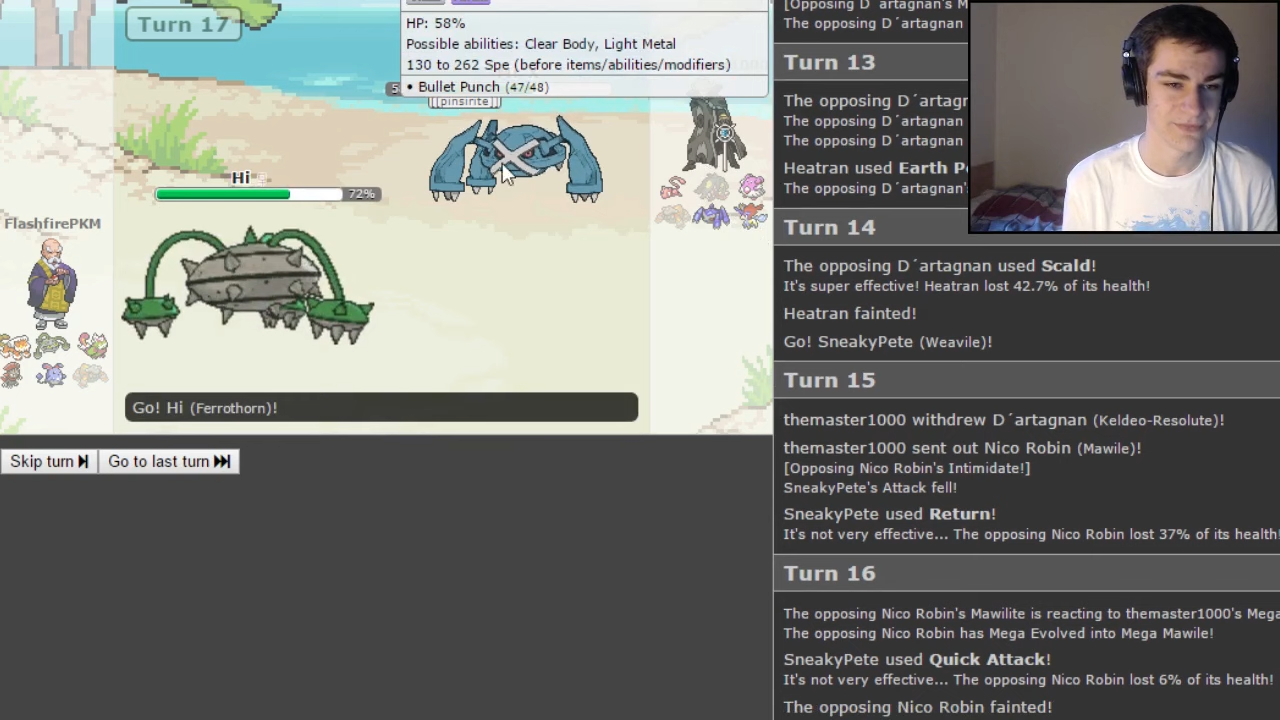 Turn 17
HP: 58%
Possible abilities: Clear Body, Light Metal
130 to 262 Spe (before items/abilities/modifiers)
• Bullet Punch (47/48)
[[pinsirite]]
Hi
72%
FlashfirePKM
Go! Hi (Ferrothorn)!
Skip turn
Go to last turn
[Opposing D´artagnan's M
The opposing D´artagnan
Turn 13
The opposing D´artagn
The opposing D´artagnan
The opposing D´artagnan
Heatran used Earth Po
The opposing D´artagnan's
Turn 14
The opposing D´artagnan used Scald!
It's super effective! Heatran lost 42.7% of its health!
Heatran fainted!
Go! SneakyPete (Weavile)!
Turn 15
themaster1000 withdrew D´artagnan (Keldeo-Resolute)!
themaster1000 sent out Nico Robin (Mawile)!
[Opposing Nico Robin's Intimidate!]
SneakyPete's Attack fell!
SneakyPete used Return!
It's not very effective... The opposing Nico Robin lost 37% of its health!
Turn 16
The opposing Nico Robin's Mawilite is reacting to themaster1000's Mega
The opposing Nico Robin has Mega Evolved into Mega Mawile!
SneakyPete used Quick Attack!
It's not very effective... The opposing Nico Robin lost 6% of its health!
The opposing Nico Robin fainted!